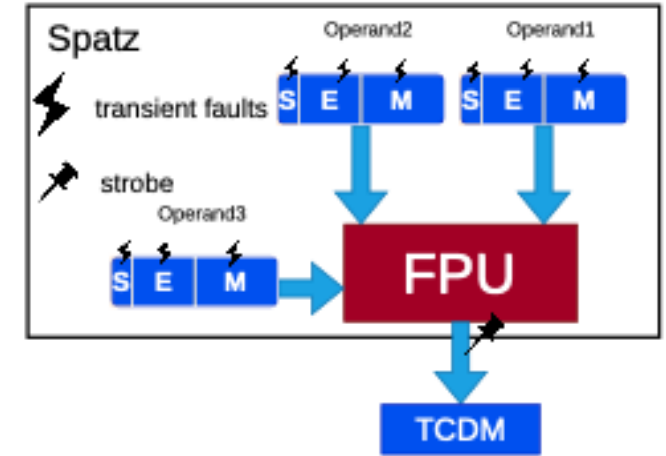 Spatz
Operand2
Operand1
transient faults
S E M
S E M
strobe
Operand3
S E M
FPU
TCDM